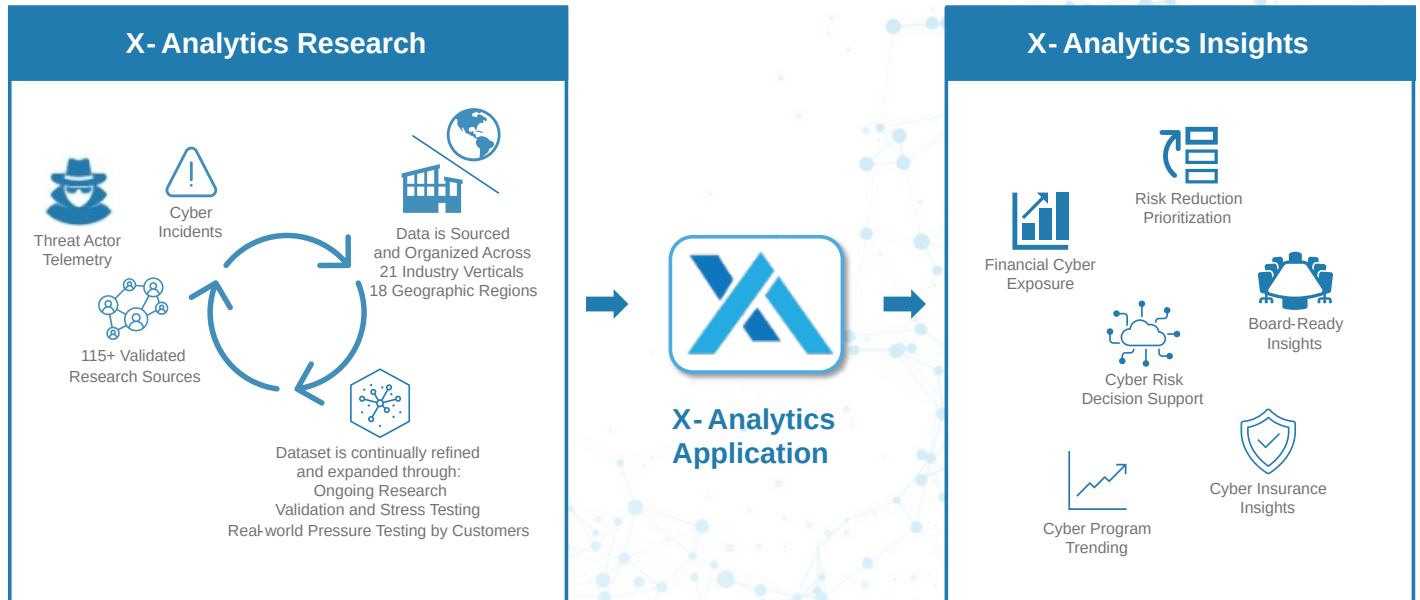 X- Analytics Research
Threat Actor
Telemetry
Cyber
Incidents
115+ Validated
Research Sources
Data is Sourced
and Organized Across
21 Industry Verticals
18 Geographic Regions
Dataset is continually refined
and expanded through:
Ongoing Research
Validation and Stress Testing
Real-world Pressure Testing by Customers
X- Analytics
Application
X- Analytics Insights
Risk Reduction
Prioritization
Financial Cyber
Exposure
Board-Ready
Insights
Cyber Risk
Decision Support
Cyber Insurance
Insights
Cyber Program
Trending